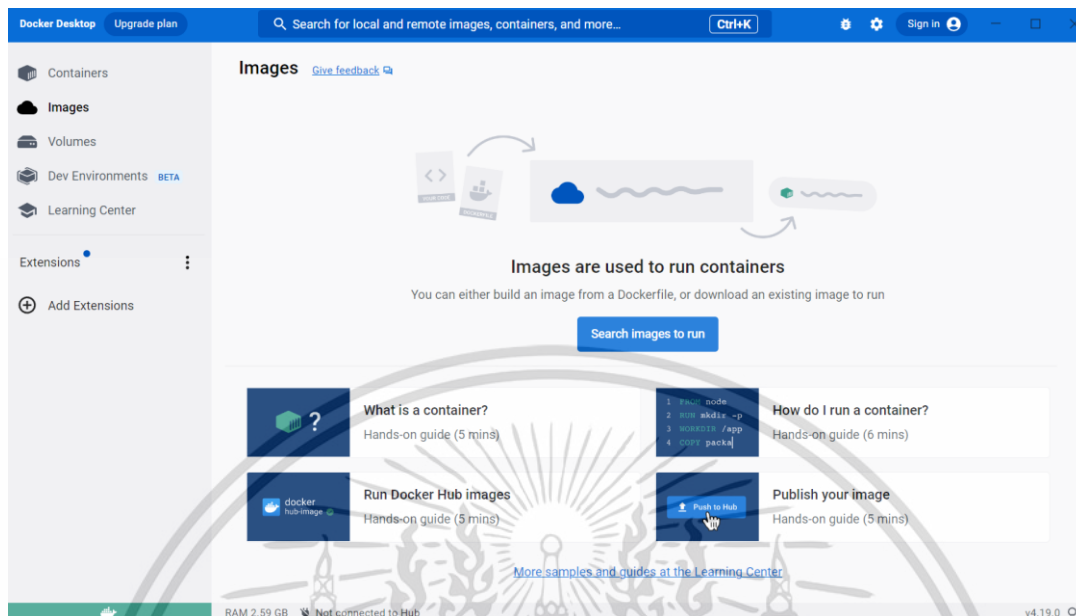 Docker Desktop Upgrade plan Search for local and remote images, containers, and more... Ctrl+K Sign in
Containers
Images
Volumes
Dev Environments BETA
Learning Center
Extensions
Add Extensions
Images Give feedback
YOUR CODE
DOCKERFILE
Images are used to run containers
You can either build an image from a Dockerfile, or download an existing image to run
Search images to run
?
What is a container?
Hands-on guide (5 mins)
1 FROM node
2 RUN mkdir -p
3 WORKDIR /app
4 COPY packa
How do I run a container?
Hands-on guide (6 mins)
docker
hub-image
Run Docker Hub images
Hands-on guide (5 mins)
Push to Hub
Publish your image
Hands-on guide (5 mins)
More samples and guides at the Learning Center
RAM 2.59 GB Not connected to Hub v4.19.0